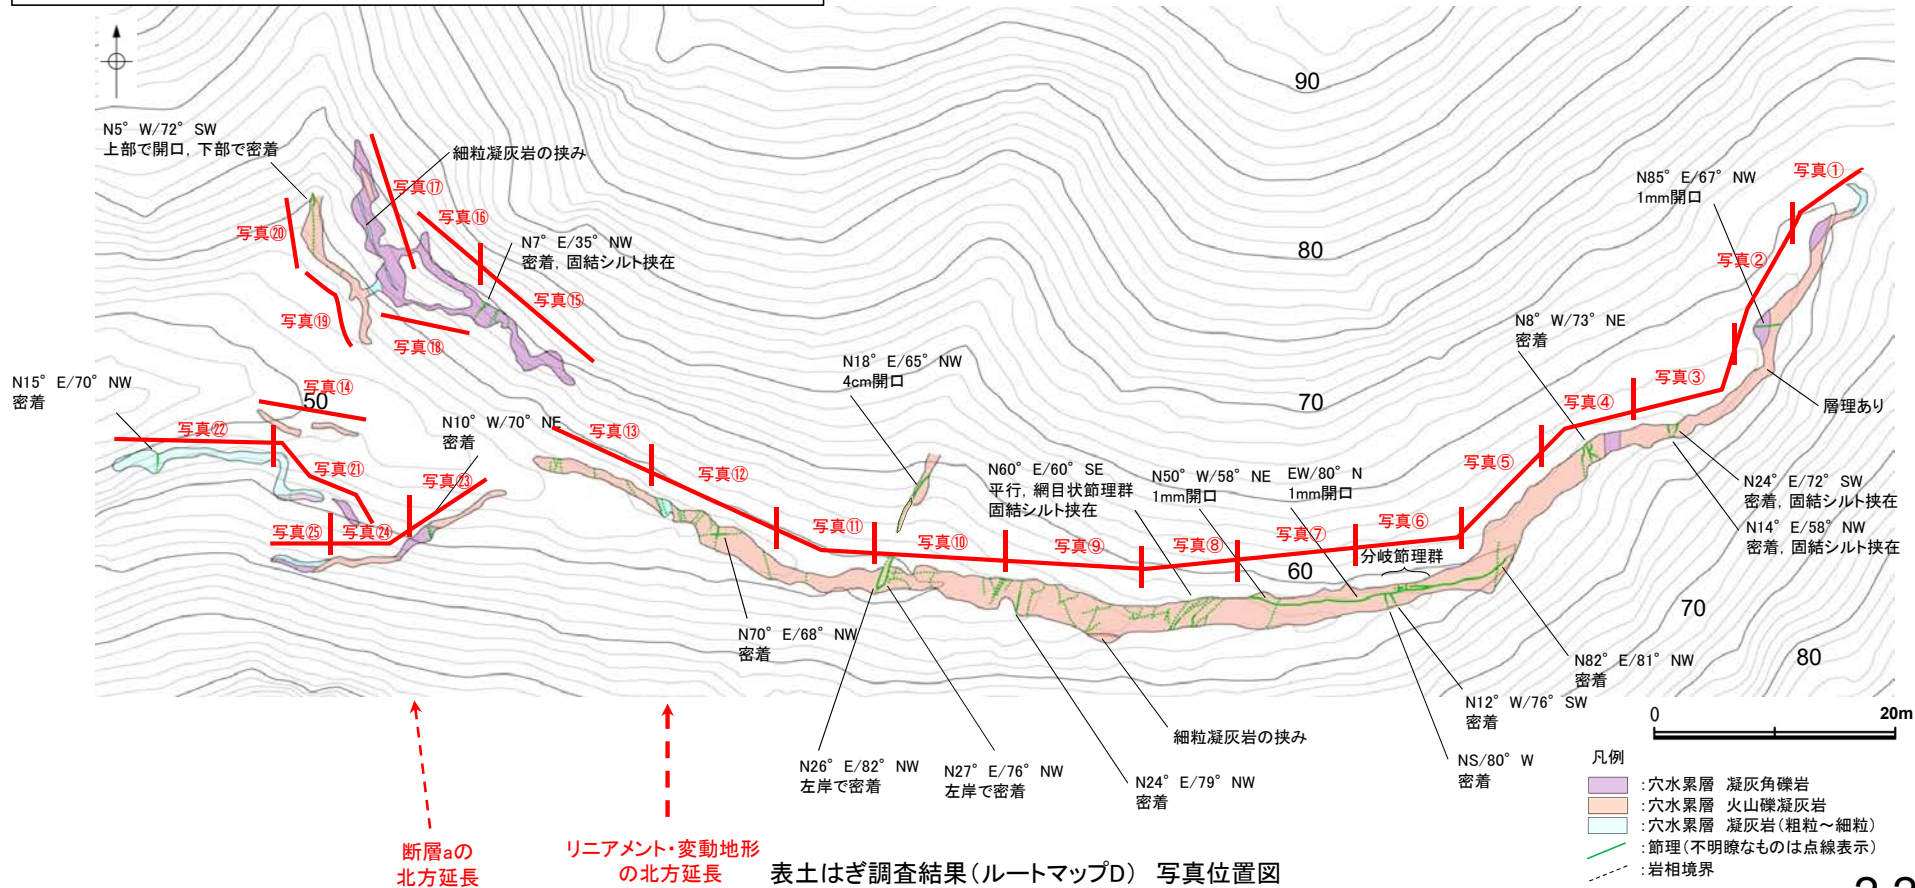 90
N5° W/72° SW
上部で開口, 下部で密着
細粒凝灰岩の挟み
写真⑰
写真⑯
写真⑳
N7° E/35° NW
密着, 固結シルト挟在
写真⑮
写真⑲
写真⑱
80
N85° E/67° NW
1mm開口
写真①
写真②
N8° W/73° NE
密着
N18° E/65° NW
4cm開口
写真③
写真④
70
層理あり
N15° E/70° NW
密着
写真⑭
50
写真㉒
N10° W/70° NE
密着
写真⑬
写真⑫
写真㉑
写真㉓
写真㉕
写真㉔
写真⑪
写真⑩
N60° E/60° SE
平行, 網目状節理群
固結シルト挟在
N50° W/58° NE
1mm開口
EW/80° N
1mm開口
写真⑤
写真⑨
写真⑧
写真⑦
写真⑥
分岐節理群
60
N24° E/72° SW
密着, 固結シルト挟在
N14° E/58° NW
密着, 固結シルト挟在
70
80
N70° E/68° NW
密着
N82° E/81° NW
密着
N12° W/76° SW
密着
細粒凝灰岩の挟み
N26° E/82° NW
左岸で密着
N27° E/76° NW
左岸で密着
N24° E/79° NW
密着
NS/80° W
密着
0
20m
凡例
:穴水累層 凝灰角礫岩
:穴水累層 火山礫凝灰岩
:穴水累層 凝灰岩(粗粒～細粒)
:節理(不明瞭なものは点線表示)
:岩相境界
断層aの
北方延長
リニアメント・変動地形
の北方延長
表土はぎ調査結果(ルートマップD) 写真位置図